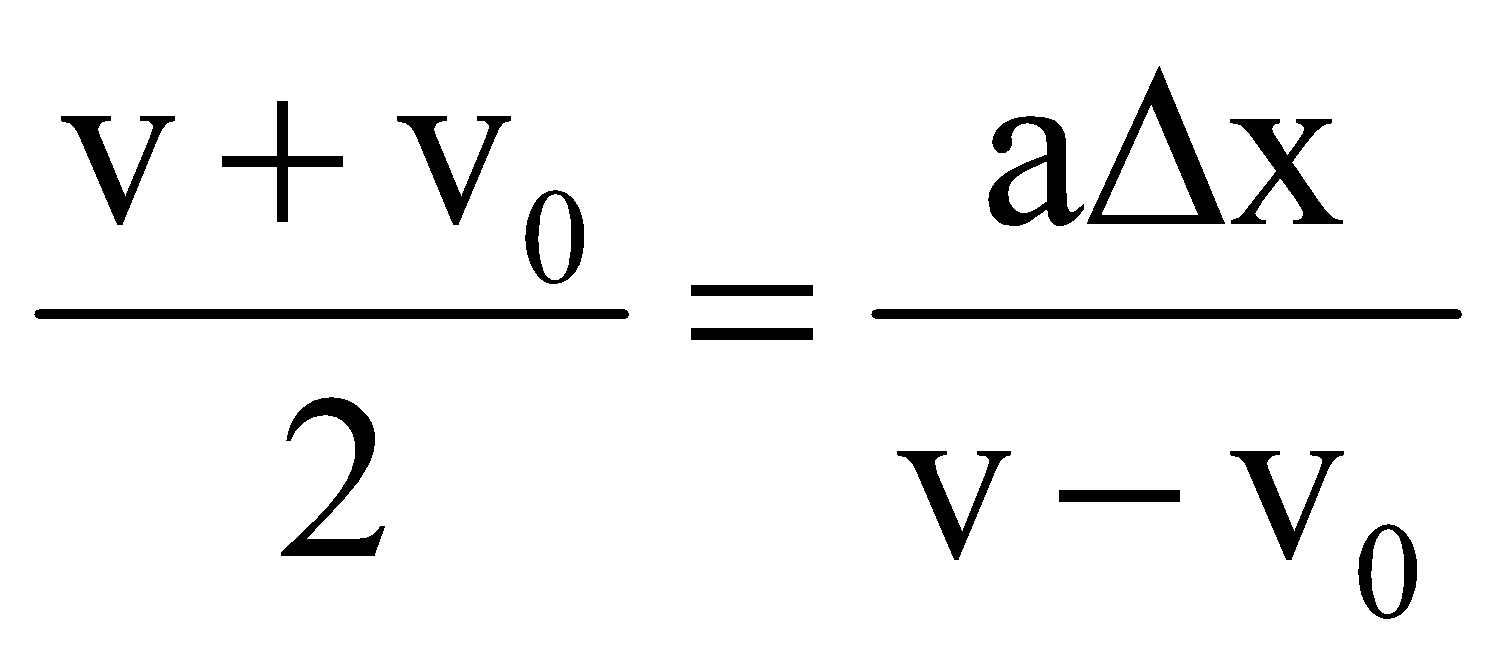 (v + v₀)/2 = aΔx/(v − v₀)